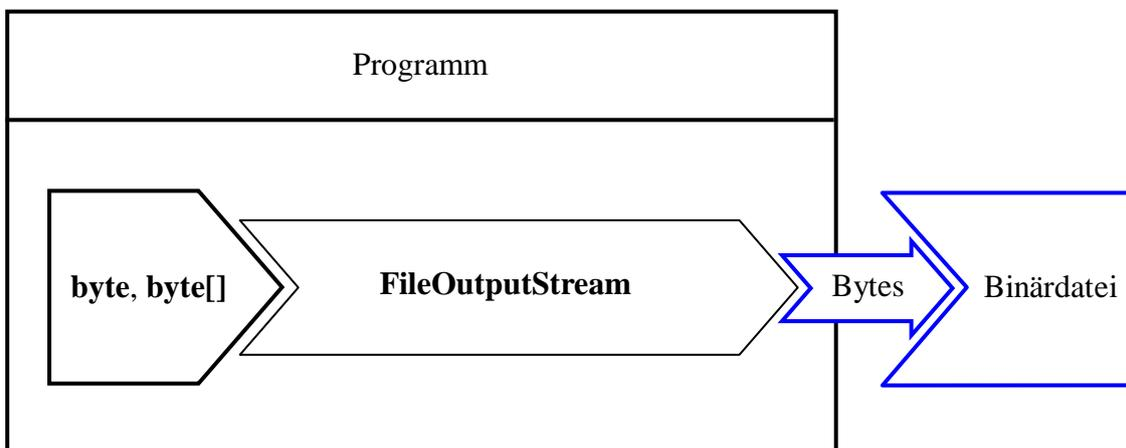 Programm
byte, byte[]
FileOutputStream
Bytes
Binärdatei